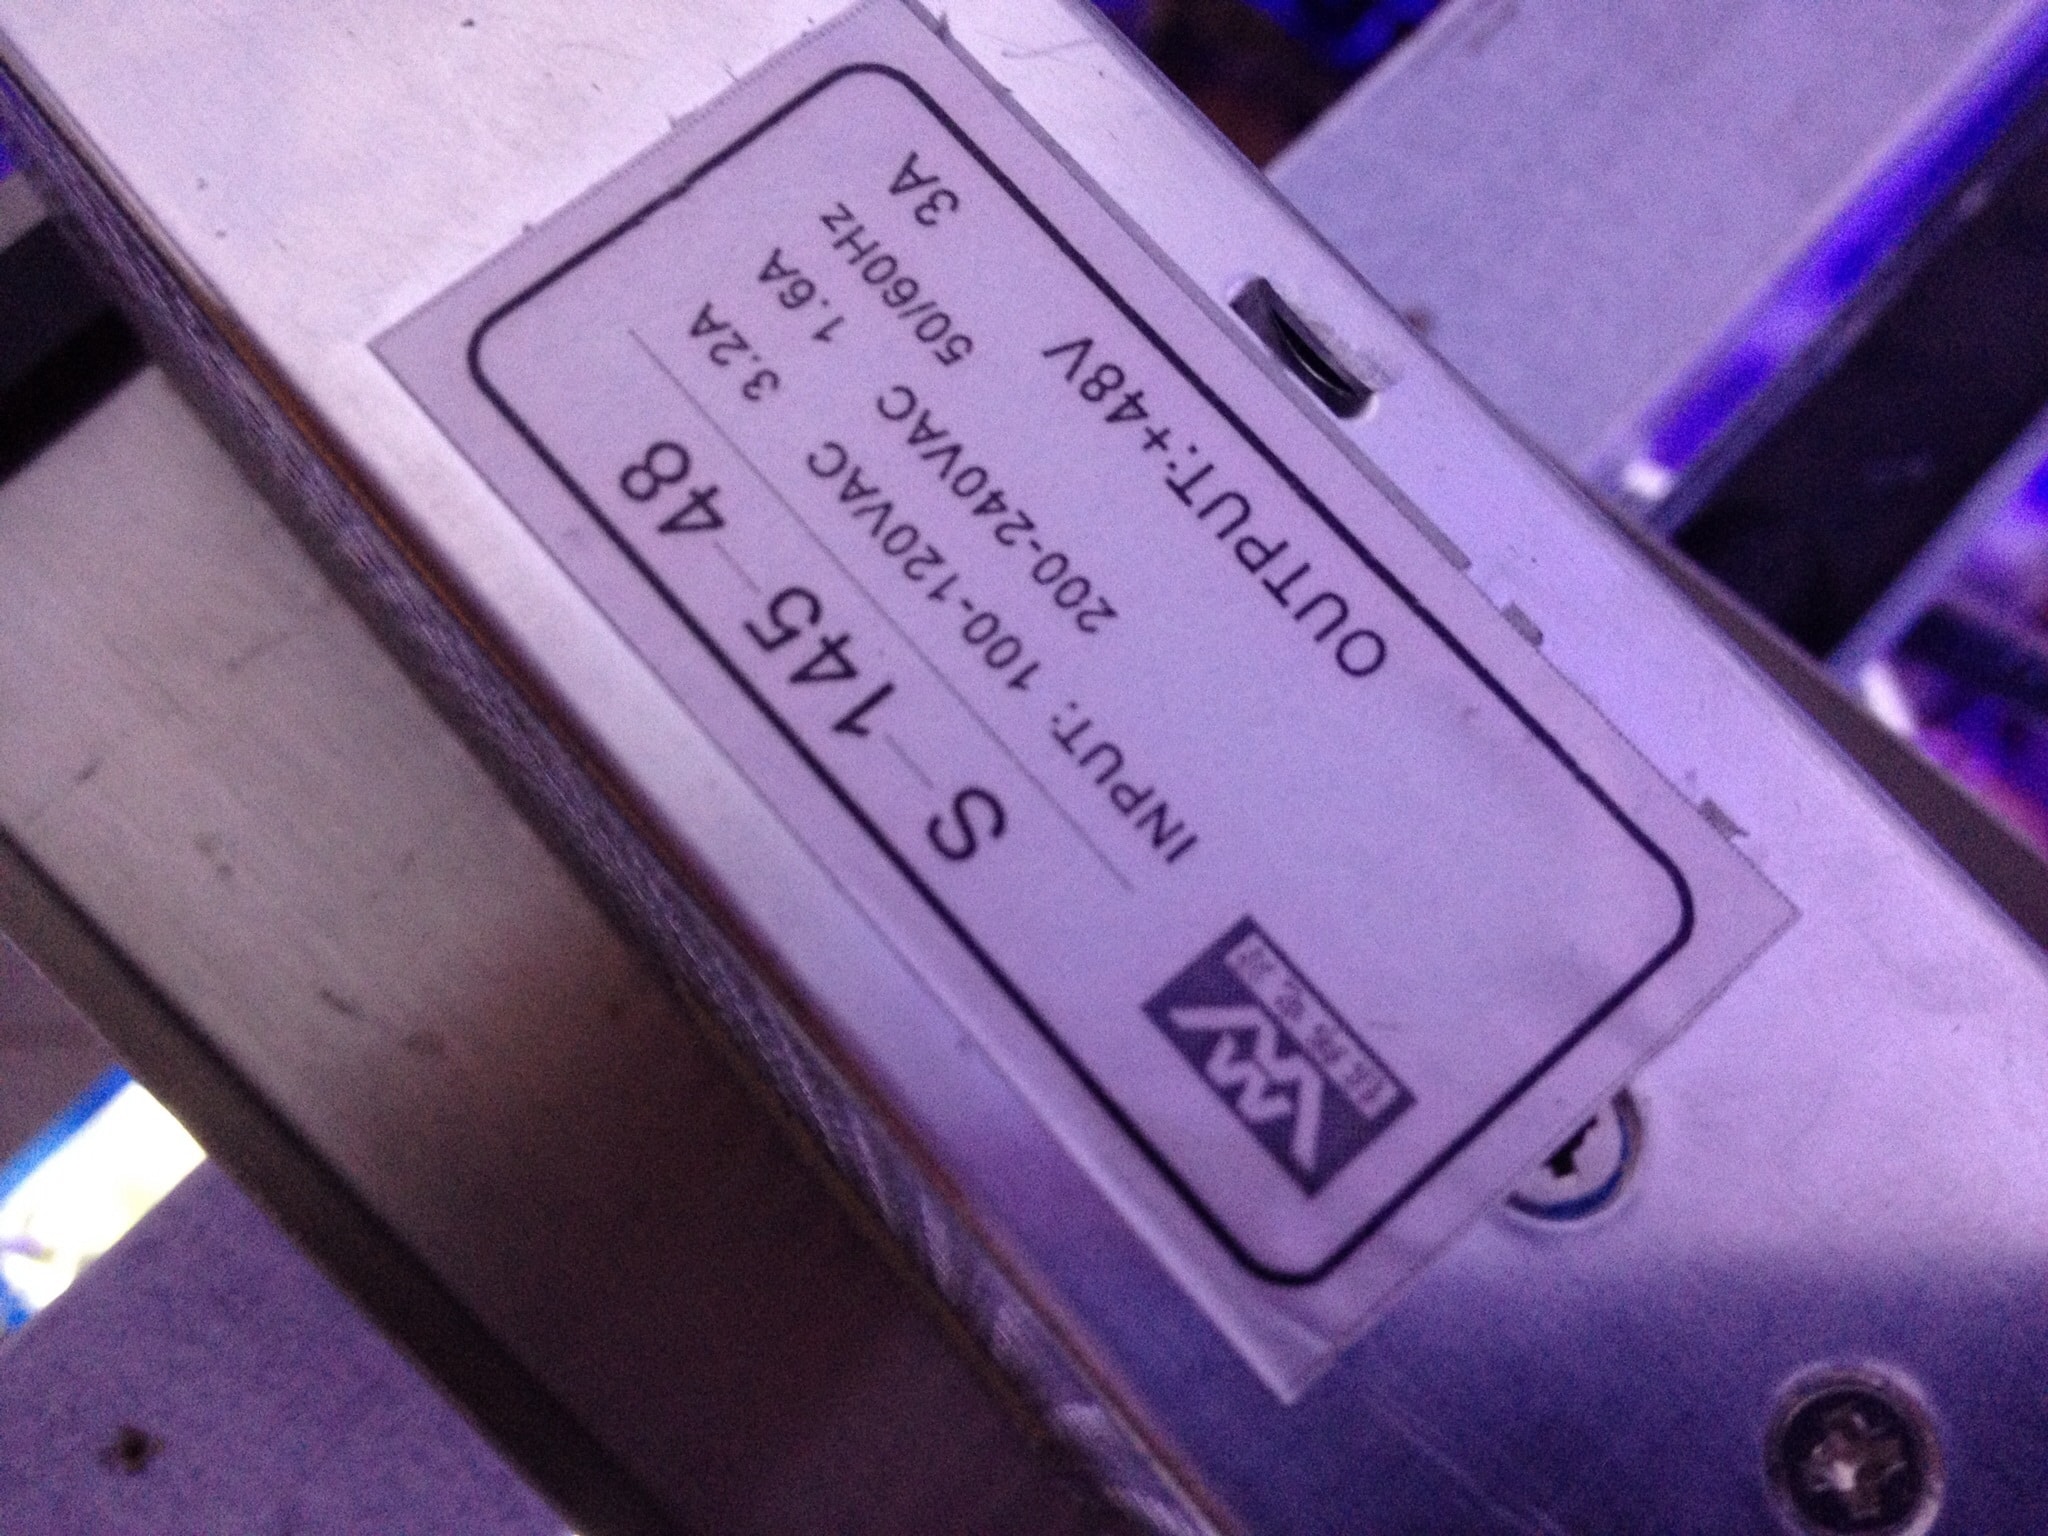 S-145-48
INPUT: 100-120VAC 3.2A
200-240VAC 1.6A
50/60Hz
OUTPUT:+48V 3A